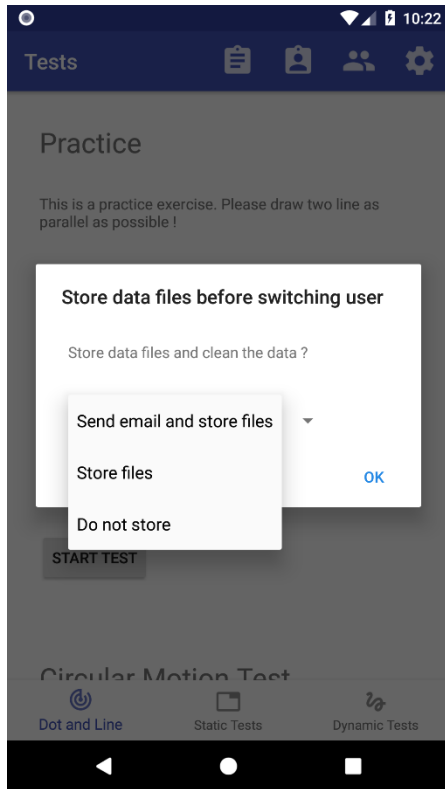 10:22
Tests
Practice
This is a practice exercise. Please draw two line as
parallel as possible !
Store data files before switching user
Store data files and clean the data ?
Send email and store files
Store files
OK
Do not store
START TEST
Circular Motion Test
Dot and Line
Static Tests
Dynamic Tests